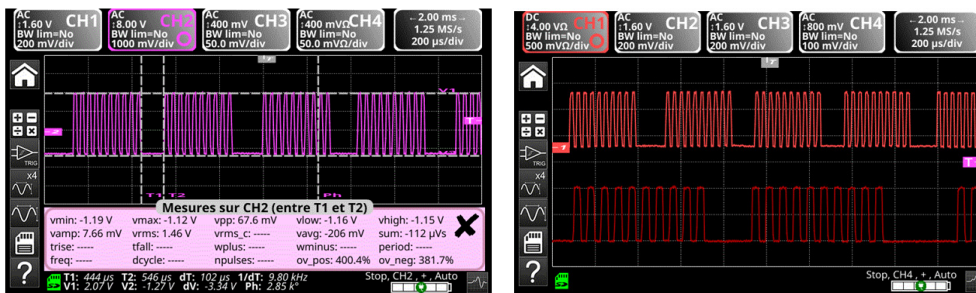 AC CH1
↕1.60 V
BW lim=No
200 mV/div
AC CH2
↕8.00 V
BW lim=No
1000 mV/div
AC CH3
↕400 mV
BW lim=No
50.0 mV/div
AC CH4
↕400 mVΩ
BW lim=No
50.0 mVΩ/div
←2.00 ms→
1.25 MS/s
200 µs/div
TRIG
x4
?
T1 T2
Ph
Mesures sur CH2 (entre T1 et T2)
vmin: -1.19 V vmax: -1.12 V vpp: 67.6 mV vlow: -1.16 V vhigh: -1.15 V
vamp: 7.66 mV vrms: 1.46 V vrms_c: ----- vavg: -206 mV sum: -112 µVs
trise: ----- tfall: ----- wplus: ----- wminus: ----- period: -----
freq: ----- dcycle: ----- npulses: ----- ov_pos: 400.4% ov_neg: 381.7%
T1: 444 µs T2: 546 µs dT: 102 µs 1/dT: 9.80 kHz
V1: 2.07 V V2: -1.27 V dV: -3.34 V Ph: 2.85 k°
Stop, CH2 , + , Auto
DC CH1
↕4.00 VΩ
BW lim=No
500 mVΩ/div
AC CH2
↕1.60 V
BW lim=No
200 mV/div
AC CH3
↕1.60 V
BW lim=No
200 mV/div
AC CH4
↕800 mV
BW lim=No
100 mV/div
←2.00 ms→
1.25 MS/s
200 µs/div
TRIG
x4
?
T
Stop, CH4 , + , Auto